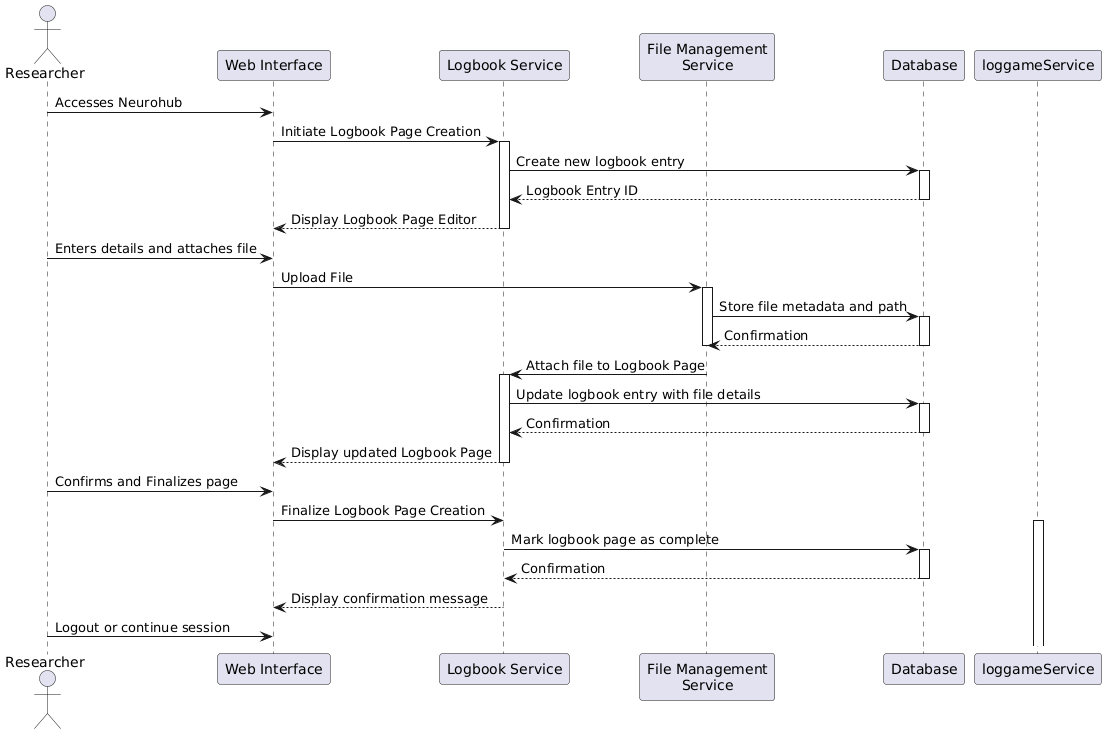 Researcher
Web Interface
Logbook Service
File Management
Service
Database
loggameService
Accesses Neurohub
Initiate Logbook Page Creation
Create new logbook entry
Logbook Entry ID
Display Logbook Page Editor
Enters details and attaches file
Upload File
Store file metadata and path
Confirmation
Attach file to Logbook Page
Update logbook entry with file details
Confirmation
Display updated Logbook Page
Confirms and Finalizes page
Finalize Logbook Page Creation
Mark logbook page as complete
Confirmation
Display confirmation message
Logout or continue session
Researcher
Web Interface
Logbook Service
File Management
Service
Database
loggameService